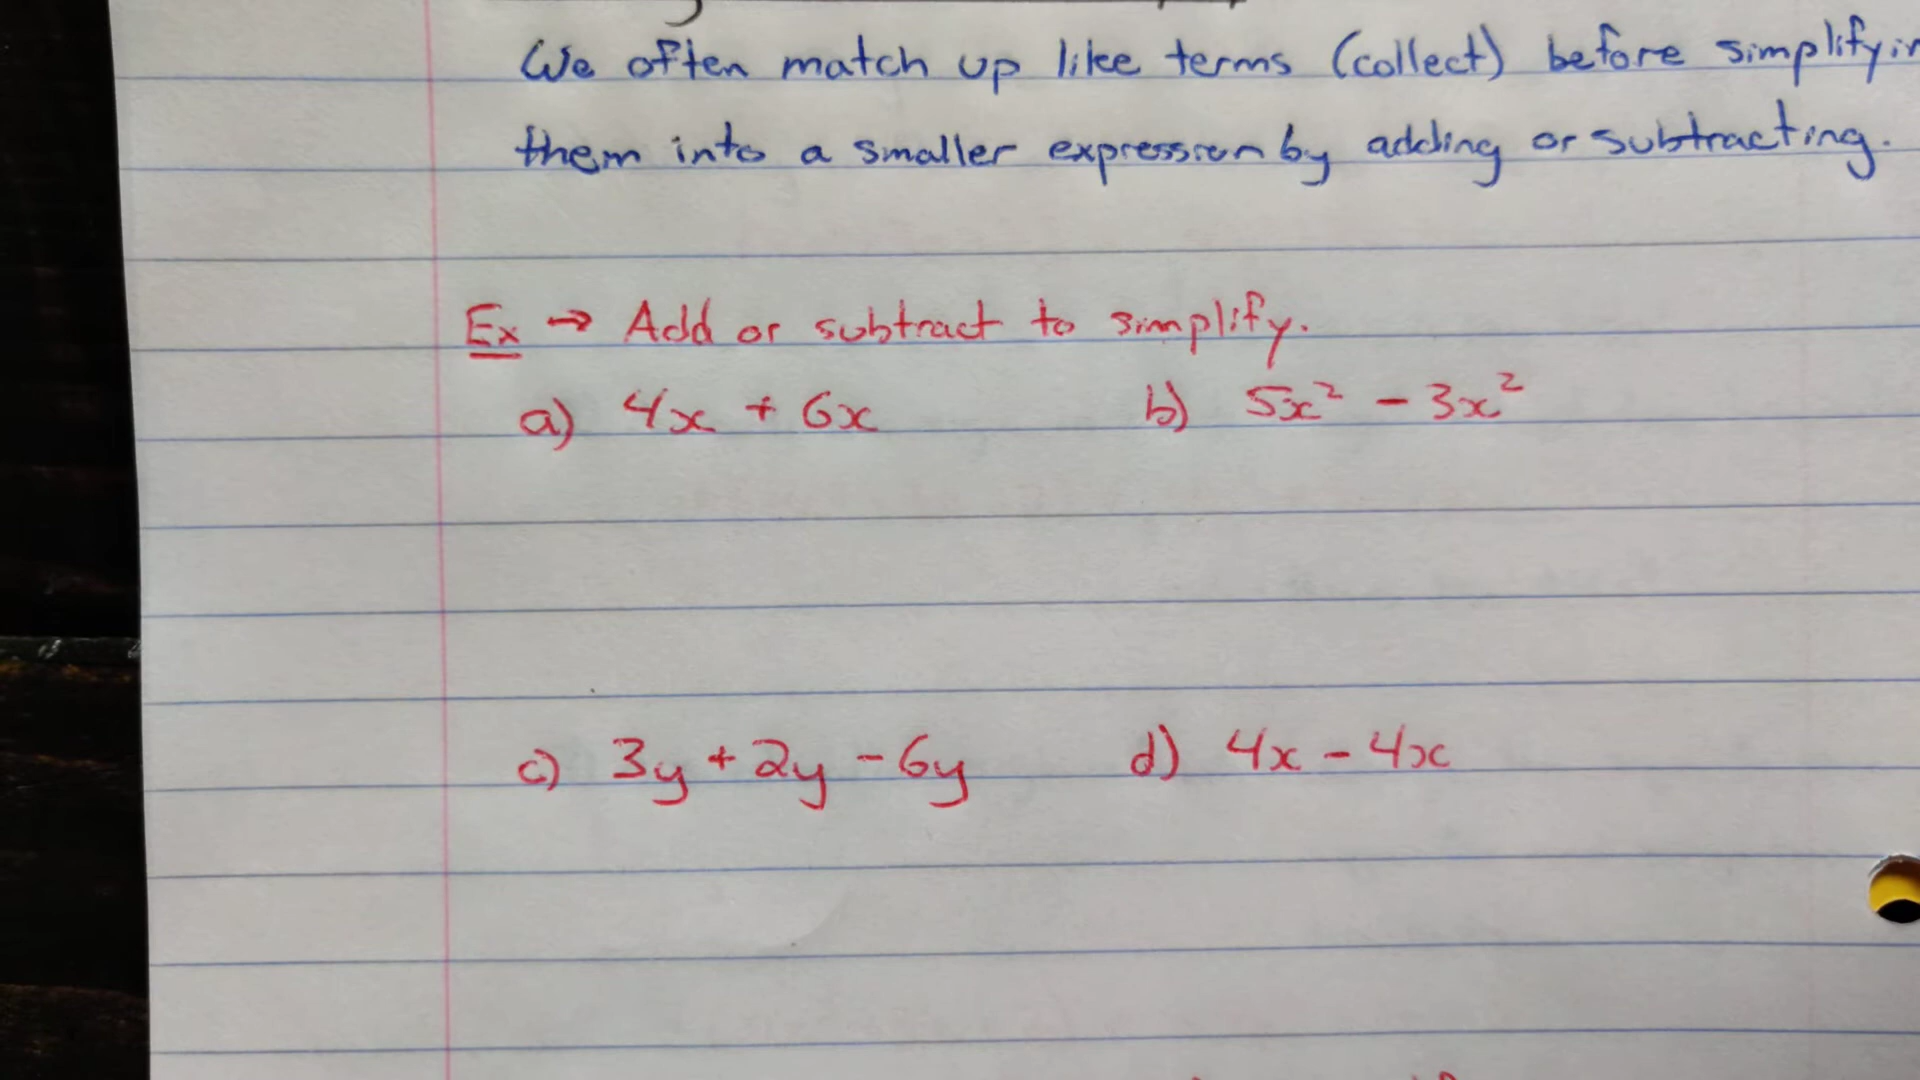 We often match up like terms (collect) before simplifyin
them into a smaller expression by adding or subtracting.
Ex → Add or subtract to simplify.
a) 4x + 6x b) 5x² - 3x²
c) 3y + 2y - 6y d) 4x - 4x